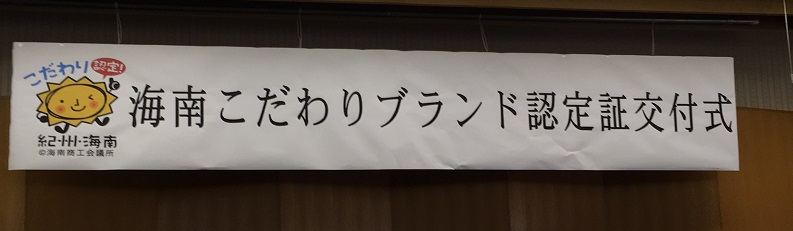 こだわり
認定!
紀州・海南
©海南商工会議所
海南こだわりブランド認定証交付式